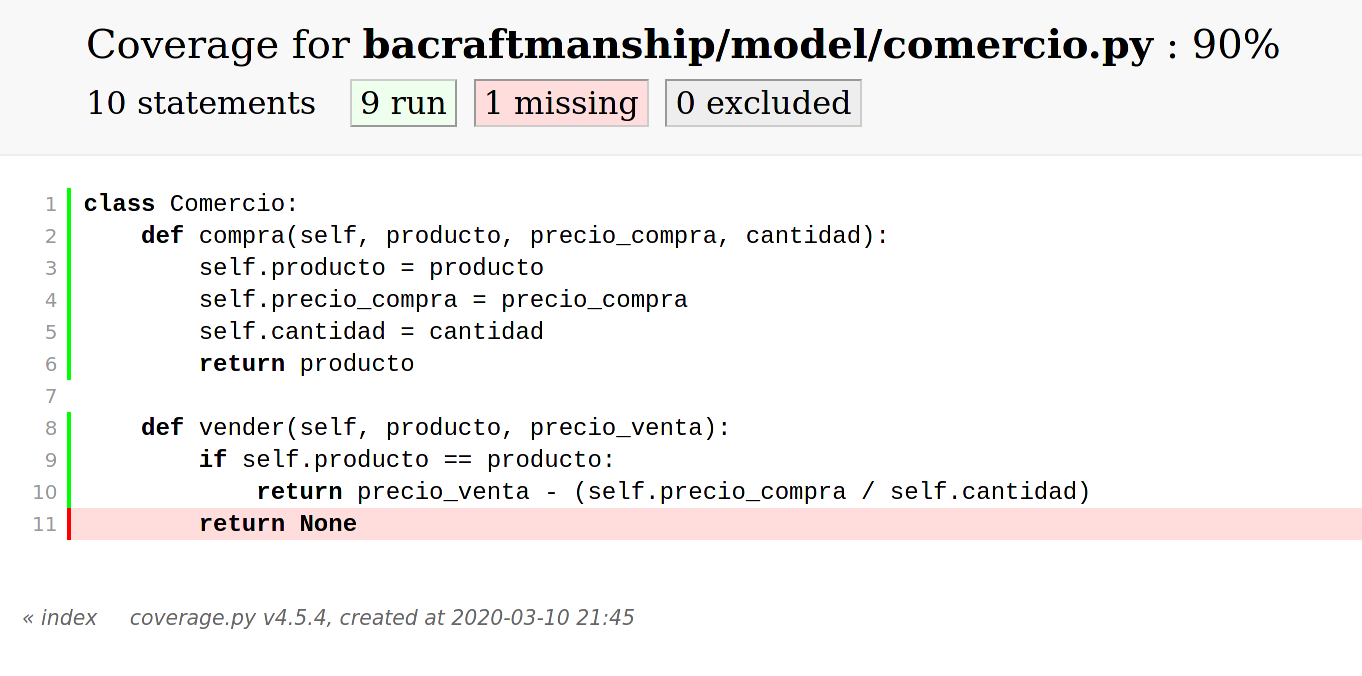 Coverage for bacraftmanship/model/comercio.py : 90%
10 statements 9 run 1 missing 0 excluded
1 class Comercio:
2     def compra(self, producto, precio_compra, cantidad):
3         self.producto = producto
4         self.precio_compra = precio_compra
5         self.cantidad = cantidad
6         return producto
7
8     def vender(self, producto, precio_venta):
9         if self.producto == producto:
10             return precio_venta - (self.precio_compra / self.cantidad)
11         return None
« index coverage.py v4.5.4, created at 2020-03-10 21:45